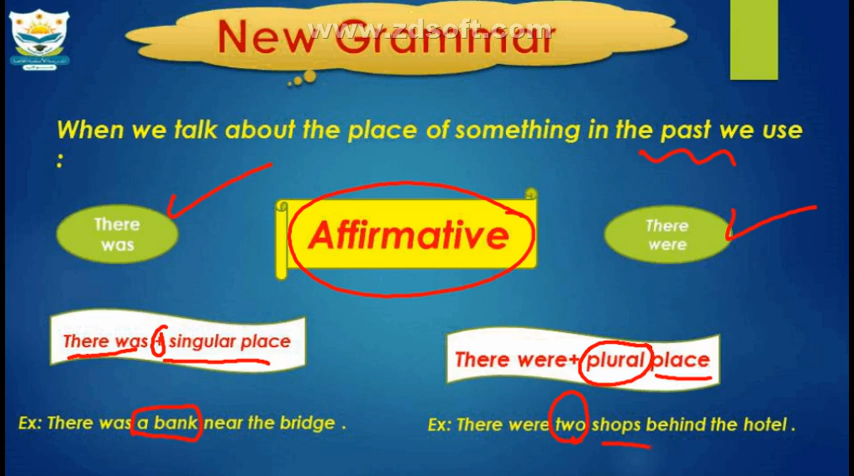 www.zdsoft.com
New Grammar
When we talk about the place of something in the past we use
:
There
was
Affirmative
There
were
There was + singular place
There were+ plural place
Ex: There was a bank near the bridge .
Ex: There were two shops behind the hotel .